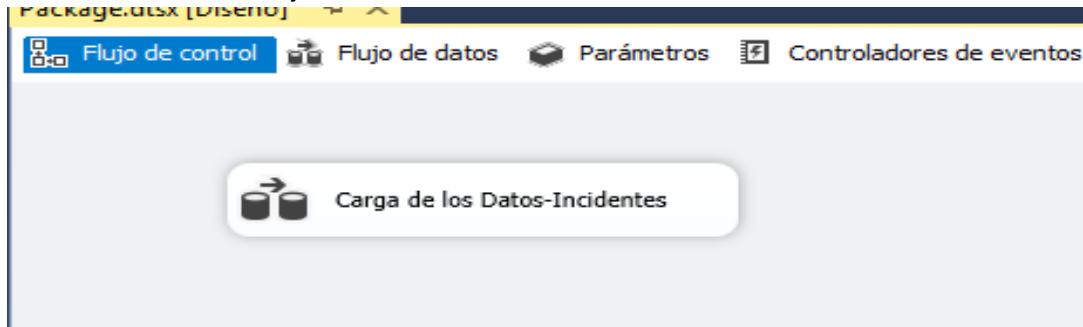 Package.dtsx [Diseño]
Flujo de control Flujo de datos Parámetros Controladores de eventos
Carga de los Datos-Incidentes